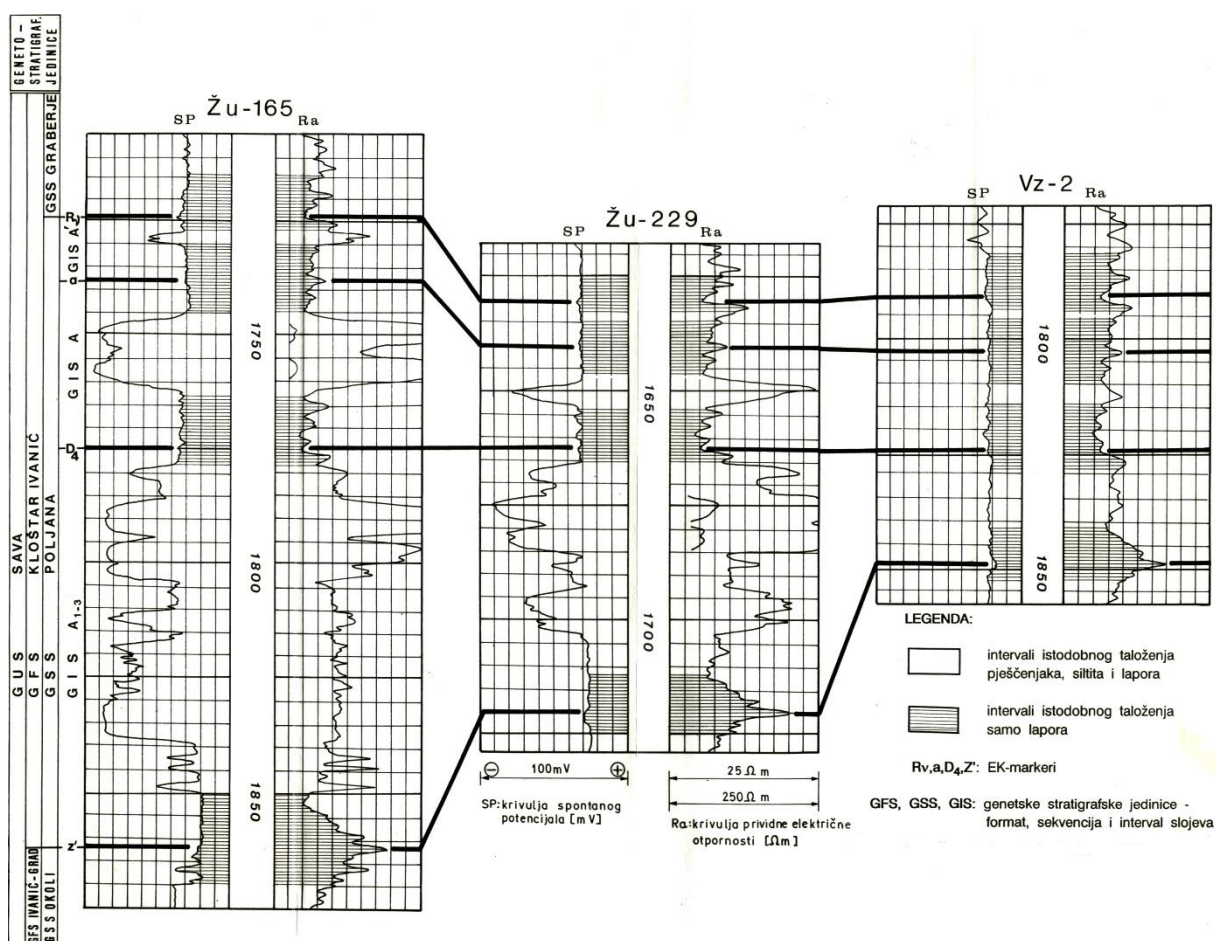 GENETO -
STRATIGRAF.
JEDINICE
GUS SAVA
GFS KLOŠTAR IVANIĆ
GSS POLJANA
GSS GRABERJE
GIS A'
GIS A
GIS A1-3
GFS IVANIĆ-GRAD
GSS OKOLI
Rν
a
D4
Z'
Žu-165
SP
Ra
1750
1800
1850
Žu-229
SP
Ra
1650
1700
⊖ 100mV ⊕
SP:krivulja spontanog
potencijala [mV]
25Ωm
250Ωm
Ra:krivulja prividne električne
otpornosti [Ωm]
Vz-2
SP
Ra
1800
1850
LEGENDA:
intervali istodobnog taloženja
pješčenjaka, siltita i lapora
intervali istodobnog taloženja
samo lapora
Rν,a,D4,Z': EK-markeri
GFS, GSS, GIS: genetske stratigrafske jedinice -
format, sekvencija i interval slojeva